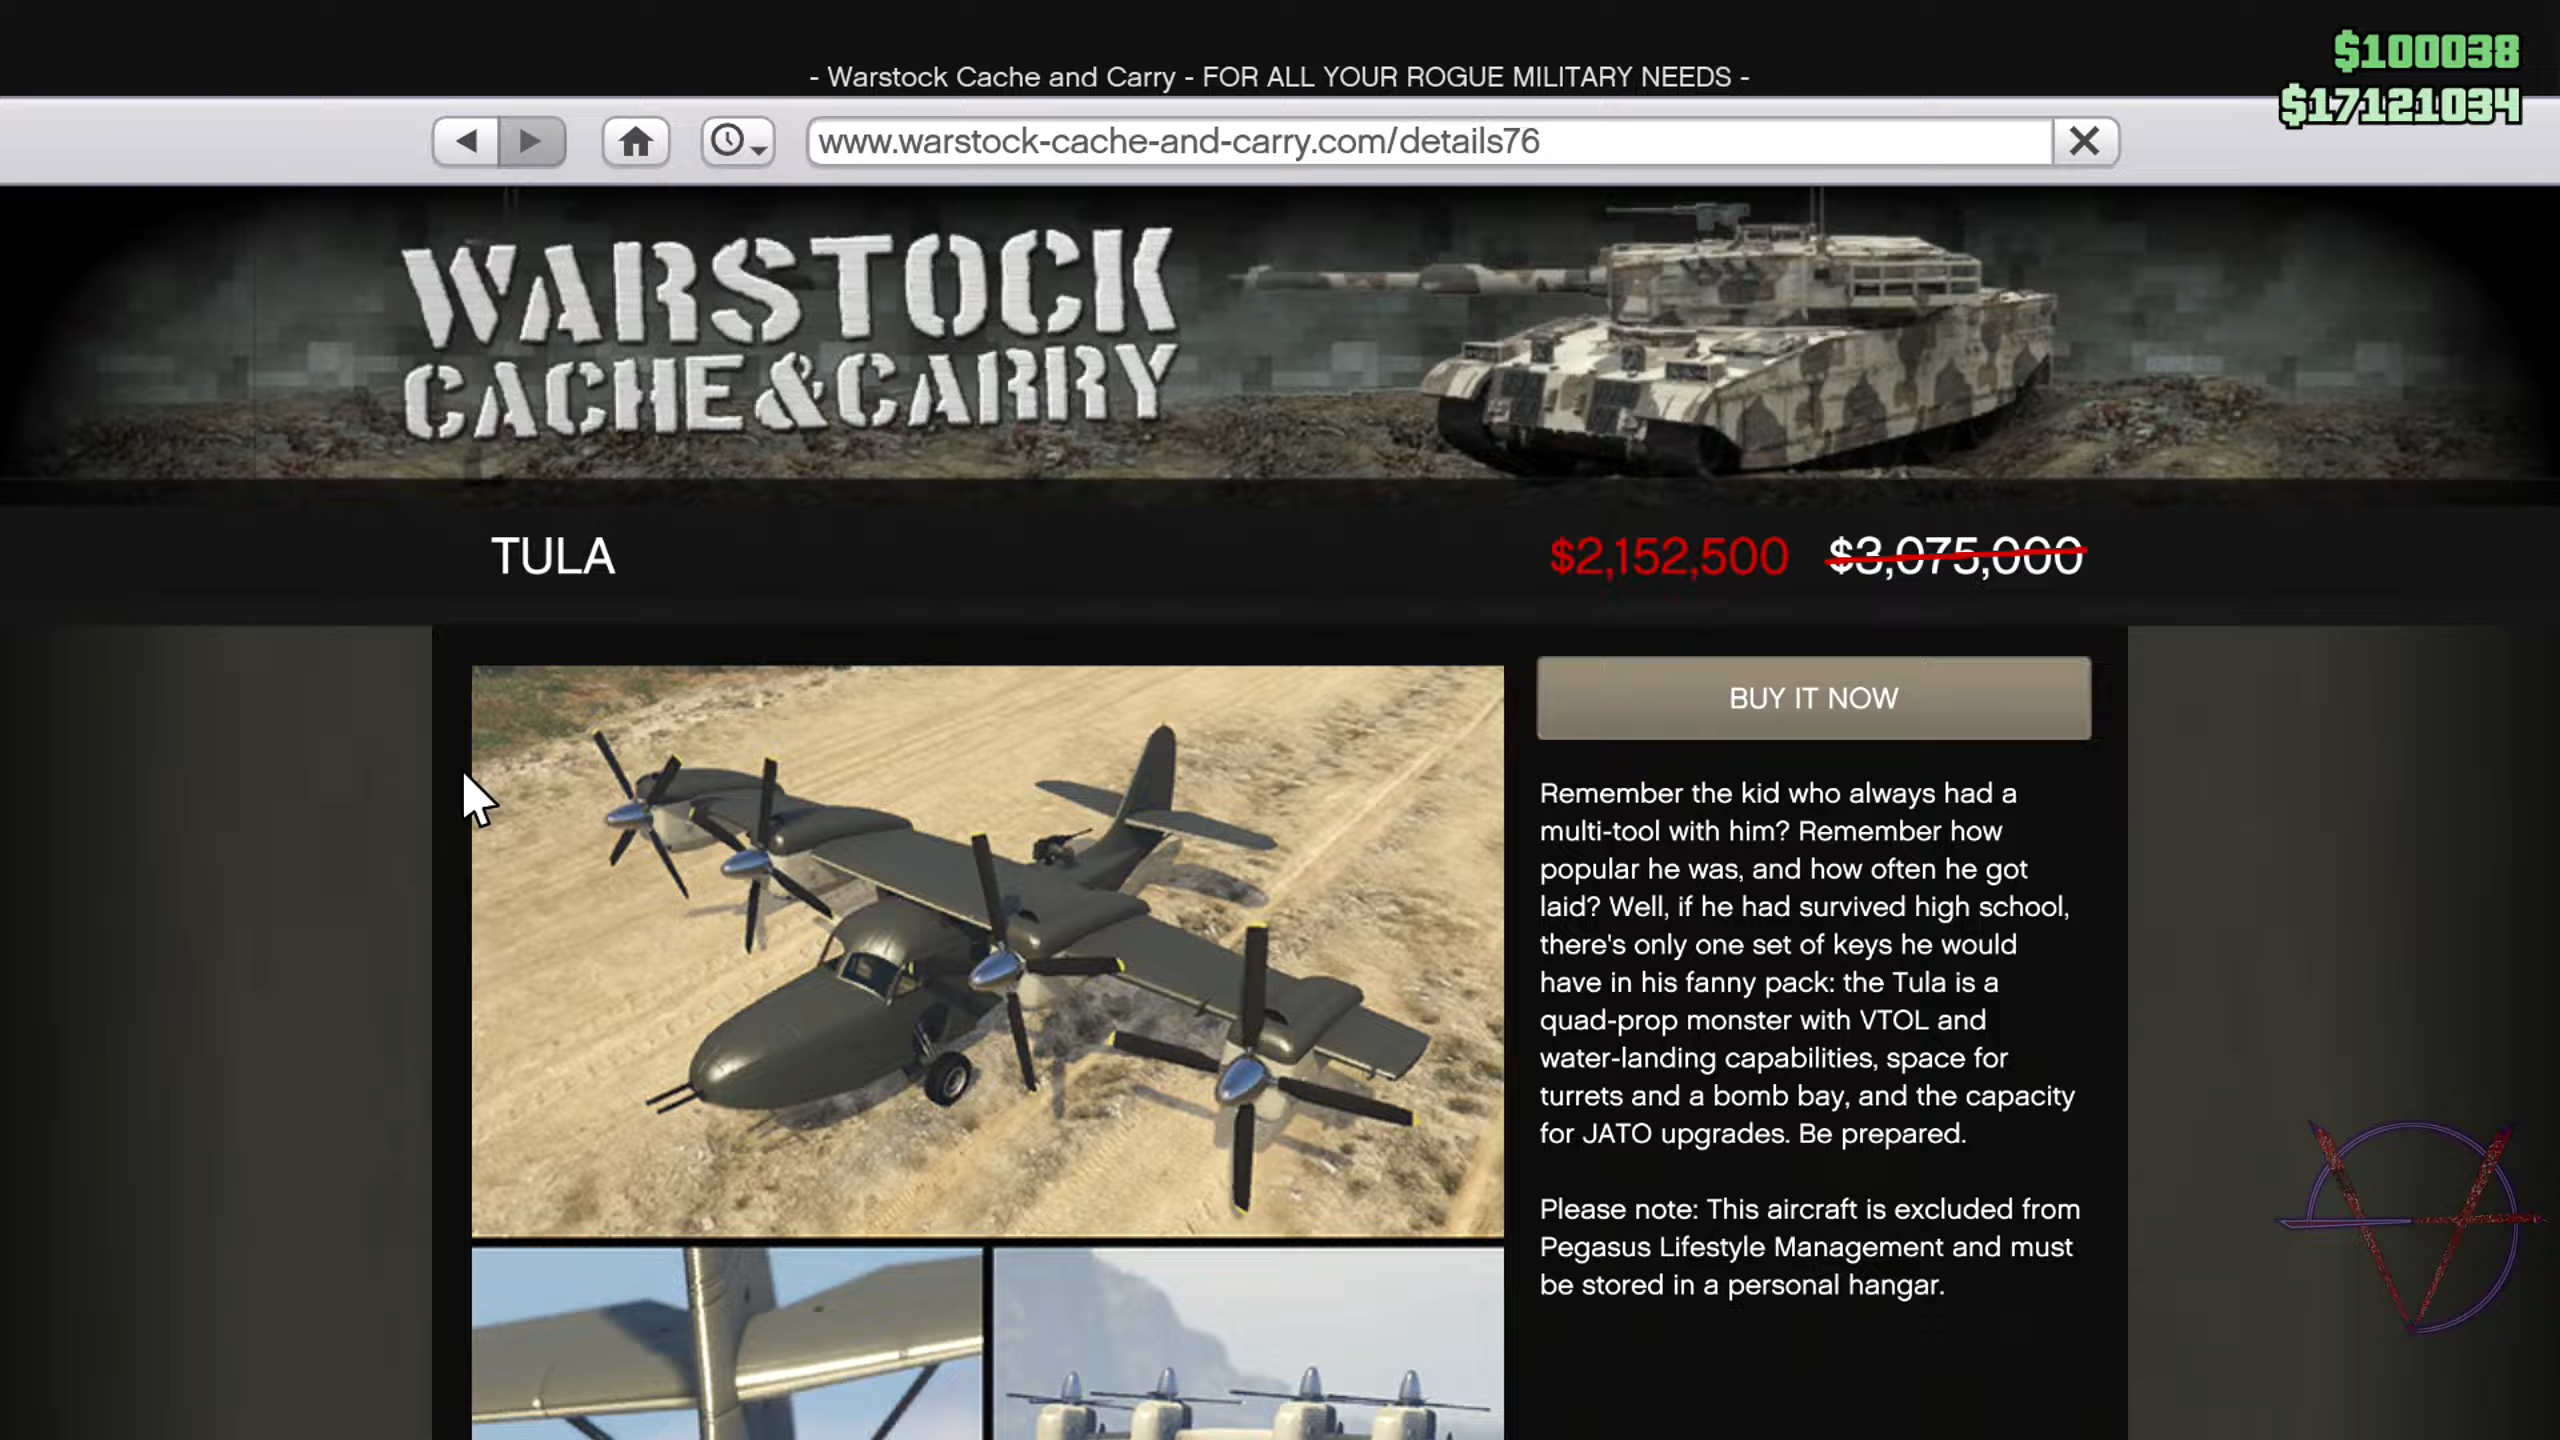 - Warstock Cache and Carry - FOR ALL YOUR ROGUE MILITARY NEEDS -
$100038
$17121034
www.warstock-cache-and-carry.com/details76
WARSTOCK
CACHE&CARRY
TULA
$2,152,500
$3,075,000
BUY IT NOW
Remember the kid who always had a
multi-tool with him? Remember how
popular he was, and how often he got
laid? Well, if he had survived high school,
there's only one set of keys he would
have in his fanny pack: the Tula is a
quad-prop monster with VTOL and
water-landing capabilities, space for
turrets and a bomb bay, and the capacity
for JATO upgrades. Be prepared.
Please note: This aircraft is excluded from
Pegasus Lifestyle Management and must
be stored in a personal hangar.